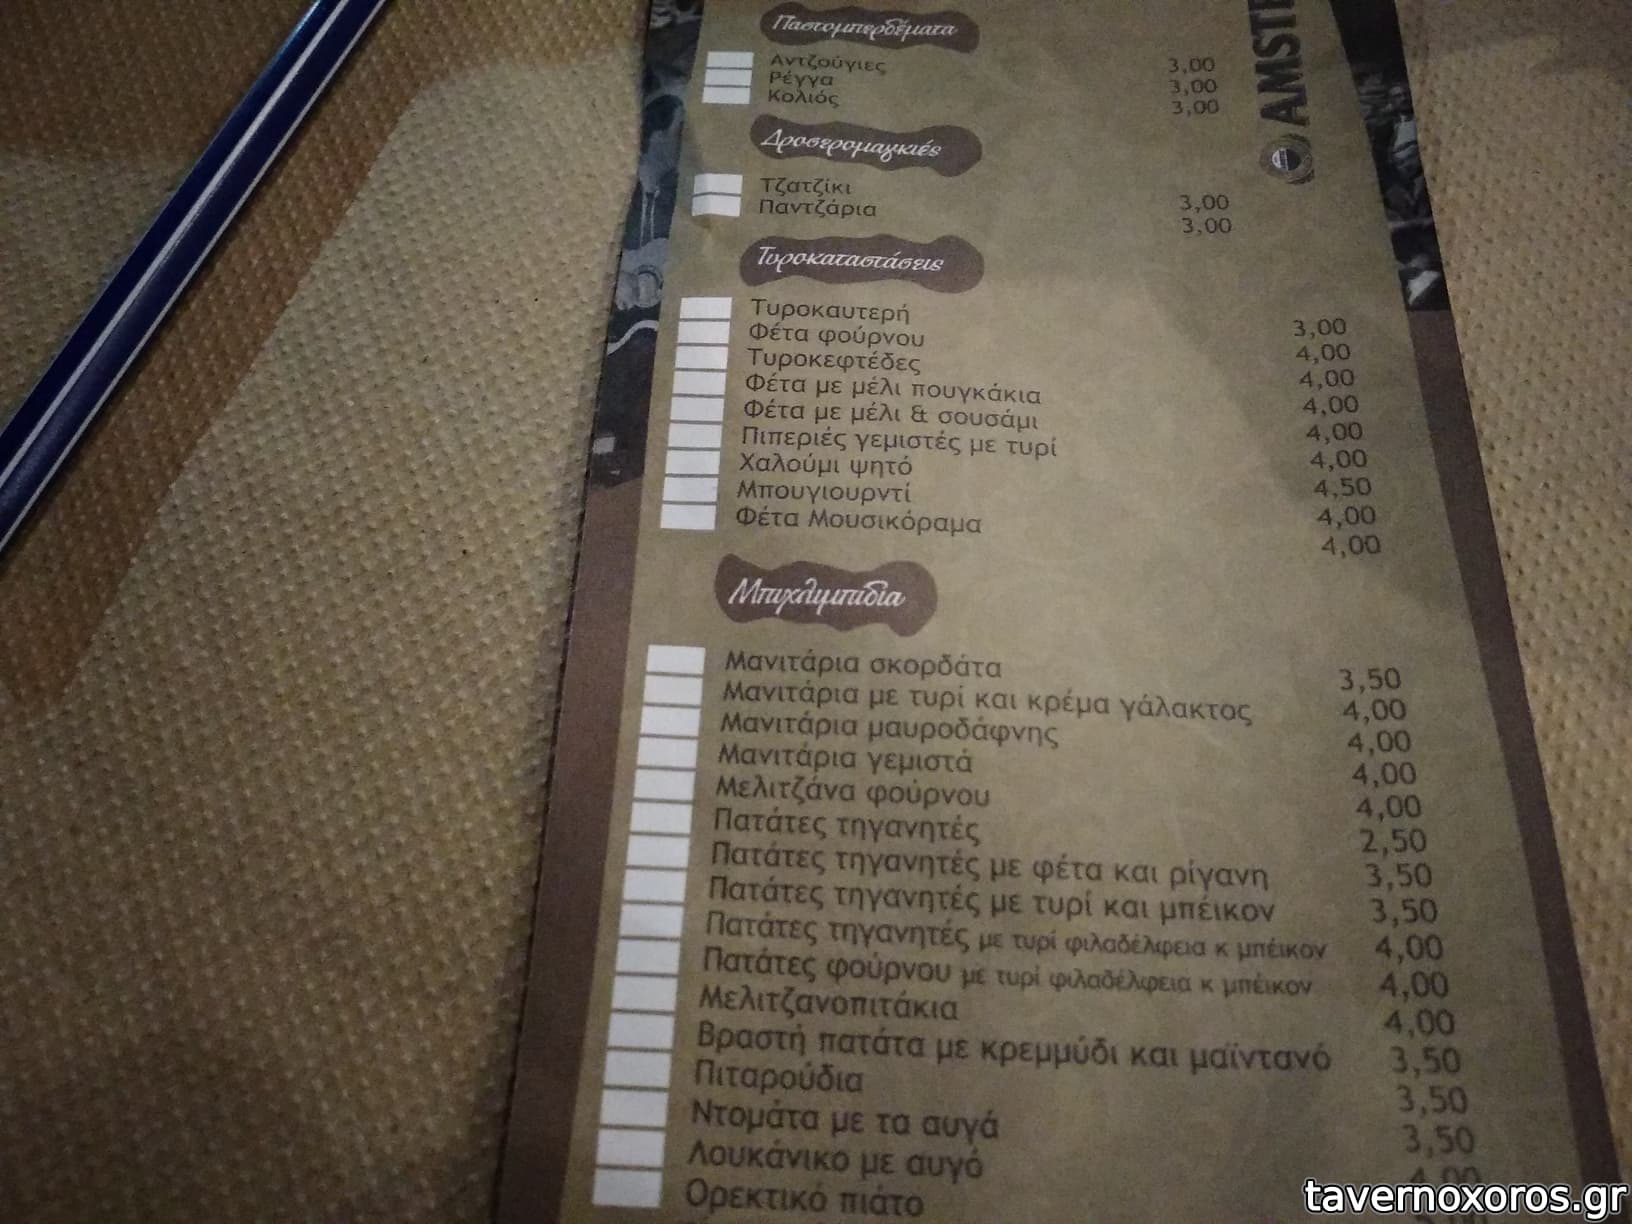 Παστομπερδέματα
Αντζούγιες 3,00
Ρέγγα 3,00
Κολιός 3,00
AMSTE
Δροσερομαγκιές
Τζατζίκι 3,00
Παντζάρια 3,00
Τυροκαταστάσεις
Τυροκαυτερή 3,00
Φέτα φούρνου 4,00
Τυροκεφτέδες 4,00
Φέτα με μέλι πουγκάκια 4,00
Φέτα με μέλι & σουσάμι 4,00
Πιπεριές γεμιστές με τυρί 4,00
Χαλούμι ψητό 4,50
Μπουγιουρντί 4,00
Φέτα Μουσικόραμα 4,00
Μπιχλιμπίδια
Μανιτάρια σκορδάτα 3,50
Μανιτάρια με τυρί και κρέμα γάλακτος 4,00
Μανιτάρια μαυροδάφνης 4,00
Μανιτάρια γεμιστά 4,00
Μελιτζάνα φούρνου 4,00
Πατάτες τηγανητές 2,50
Πατάτες τηγανητές με φέτα και ρίγανη 3,50
Πατάτες τηγανητές με τυρί και μπέικον 3,50
Πατάτες τηγανητές με τυρί φιλαδέλφεια κ μπέικον 4,00
Πατάτες φούρνου με τυρί φιλαδέλφεια κ μπέικον 4,00
Μελιτζανοπιτάκια 4,00
Βραστή πατάτα με κρεμμύδι και μαϊντανό 3,50
Πιταρούδια 3,50
Ντομάτα με τα αυγά 3,50
Λουκάνικο με αυγό 4,00
Ορεκτικό πιάτο
tavernoxoros.gr